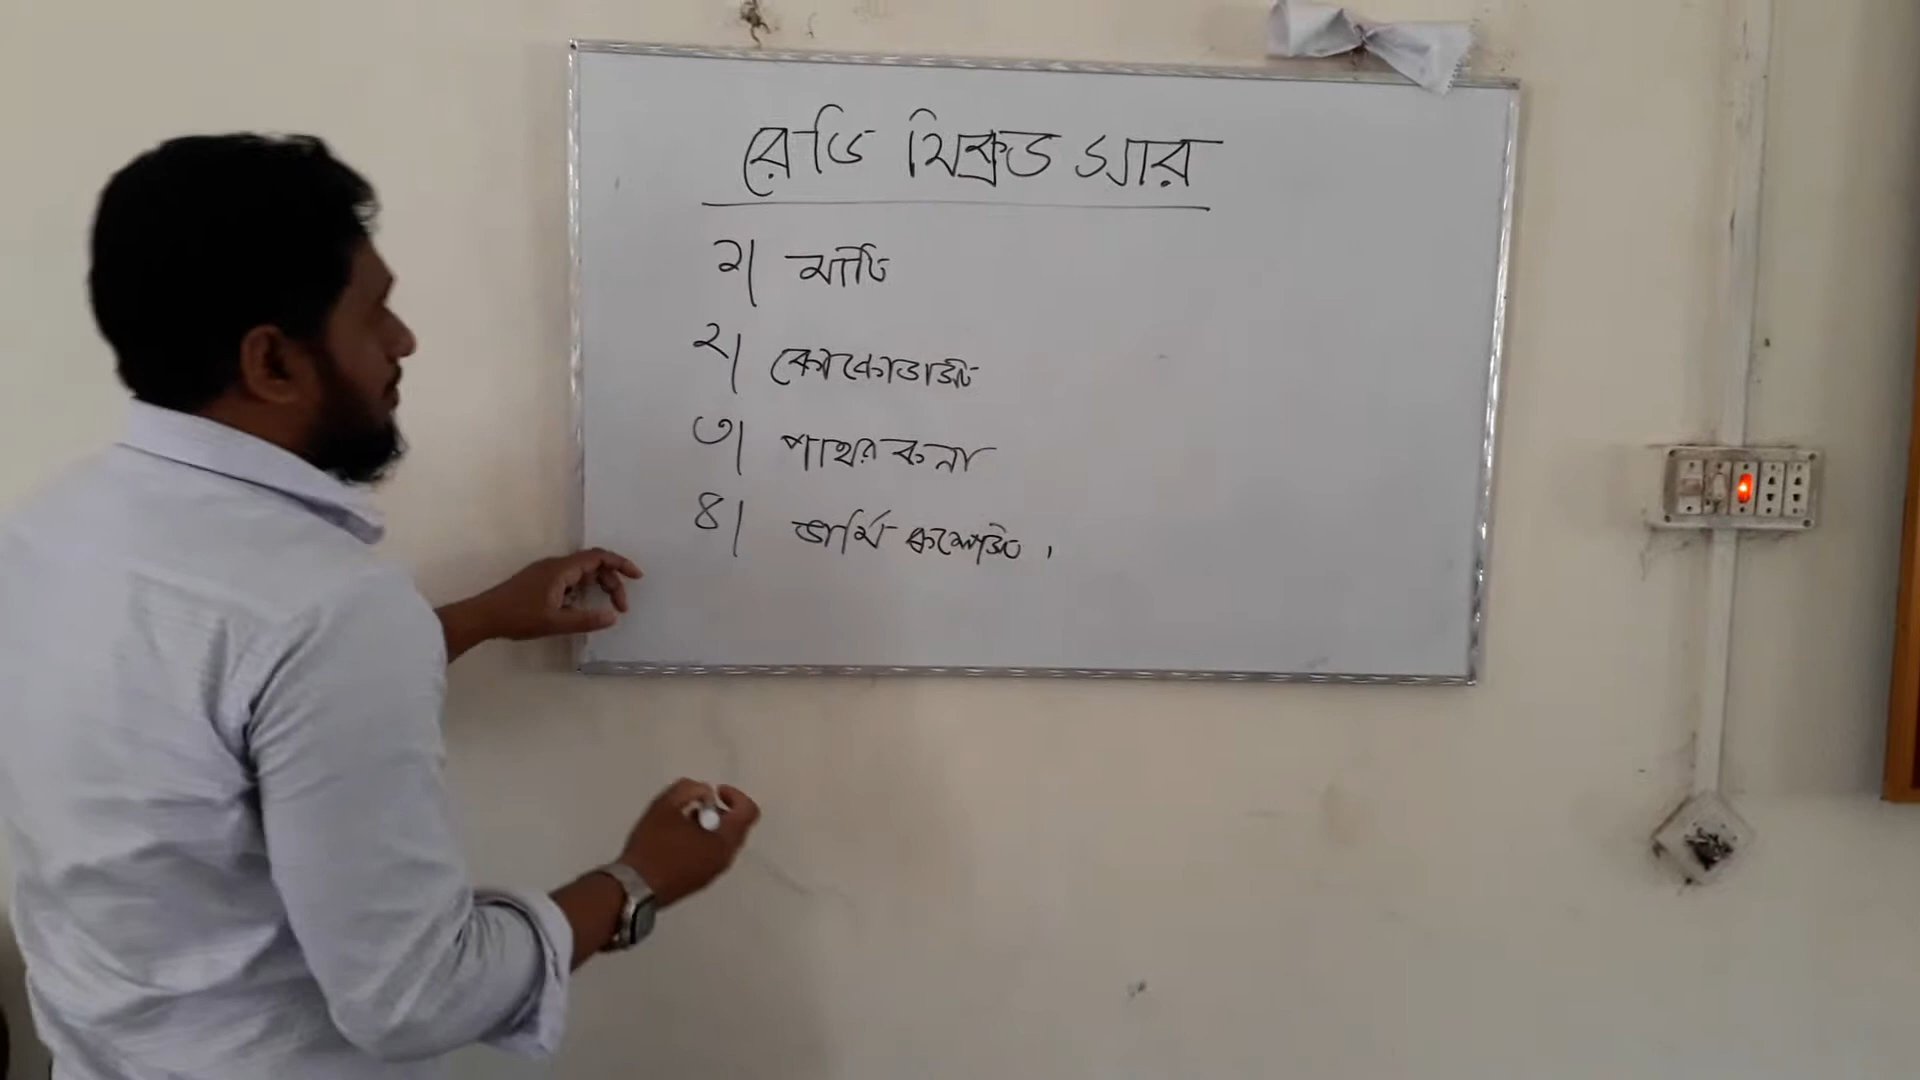 রেডি মিক্সড স্যার
১| মাটি
২| কোকোডাস্ট
৩| পাথর কনা
৪| ভার্মি কম্পোস্ট ।